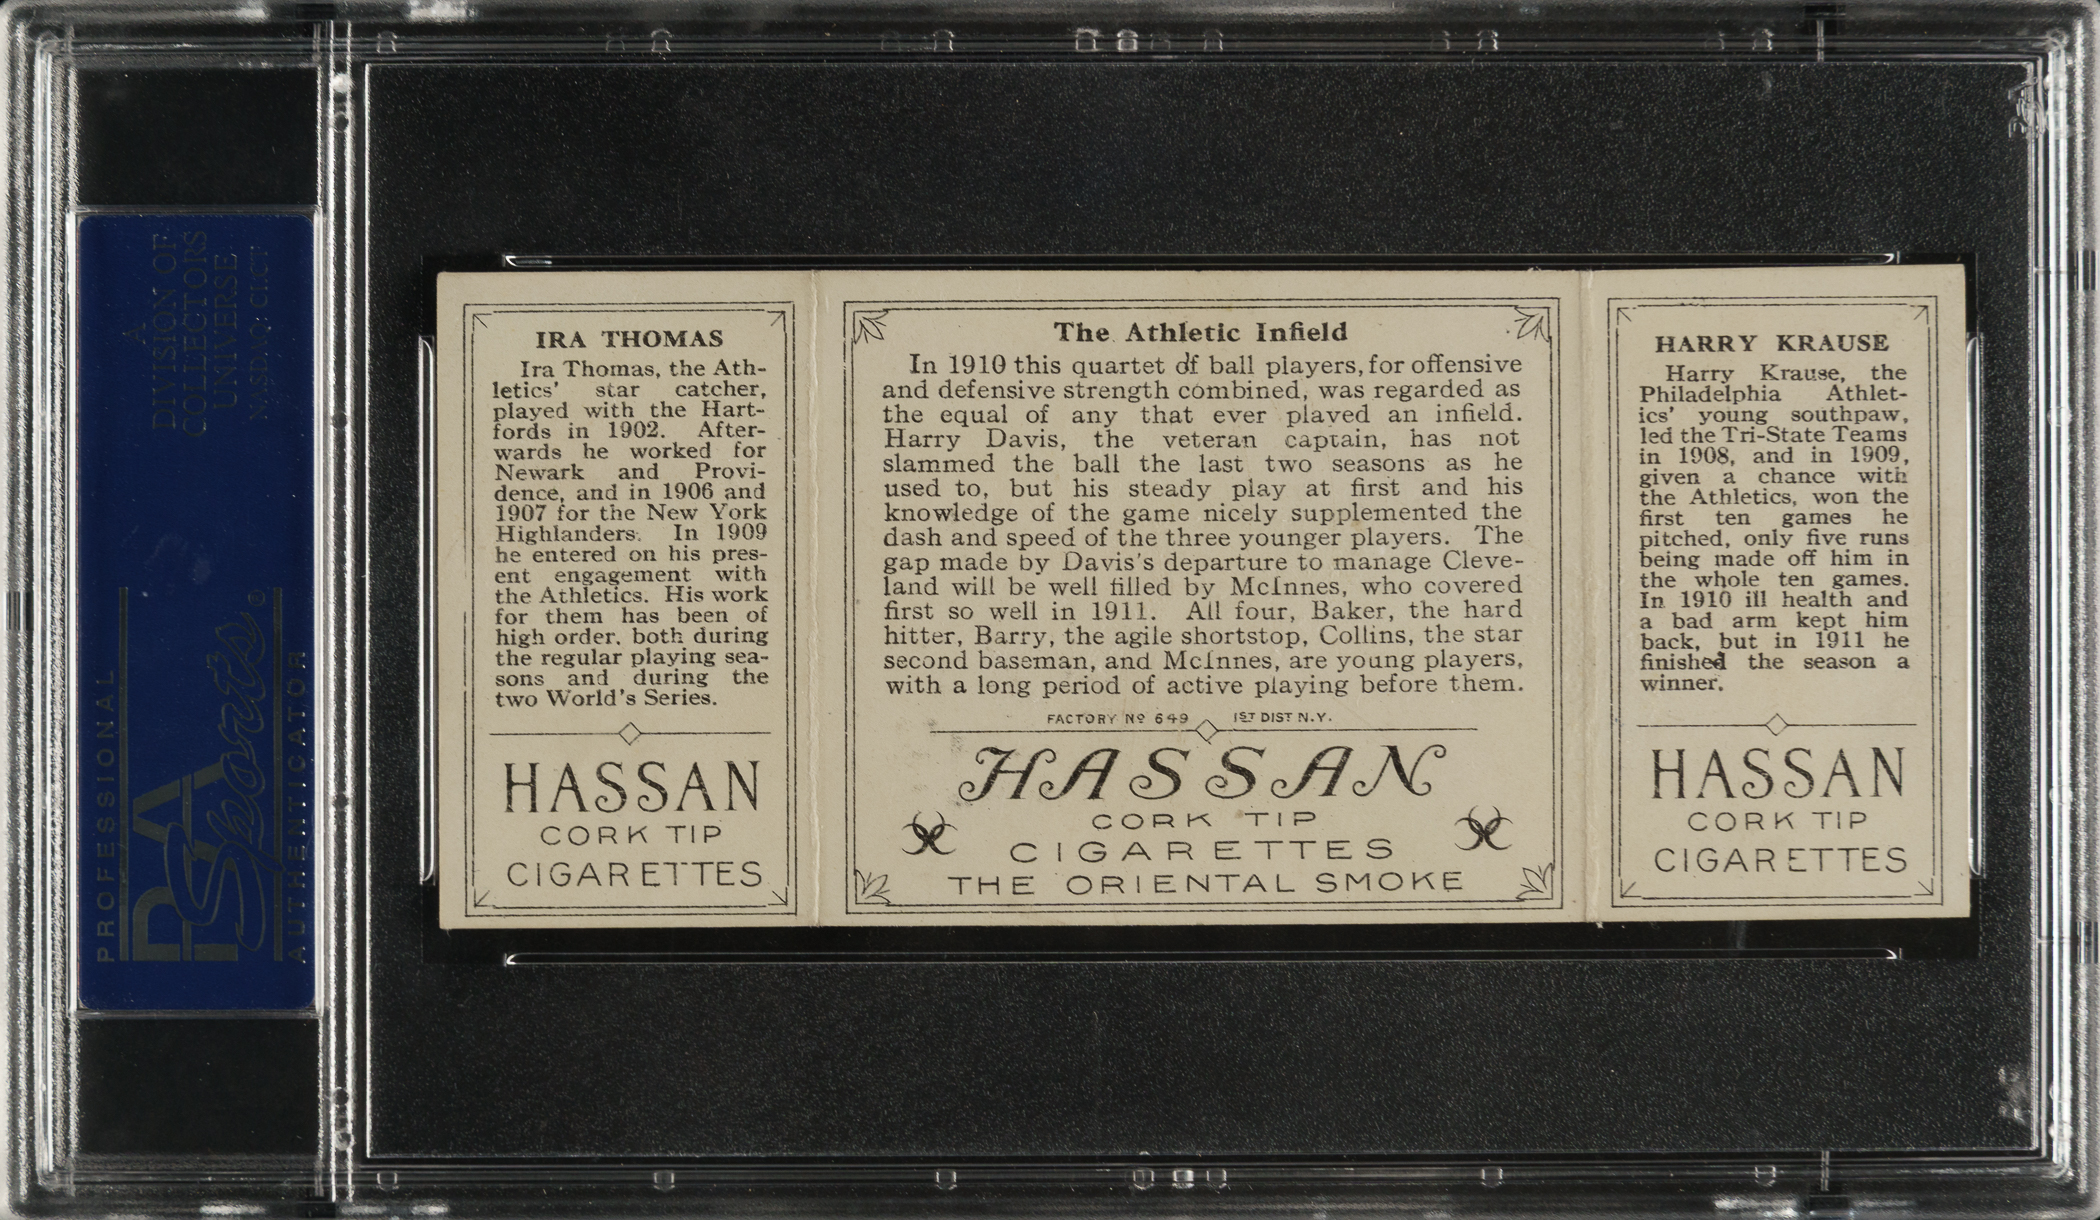 A
DIVISION OF
COLLECTORS
UNIVERSE
NASDAQ: CLCT
PROFESSIONAL
PSA
Sports®
AUTHENTICATOR
IRA THOMAS
Ira Thomas, the Ath-
letics' star catcher,
played with the Hart-
fords in 1902. After-
wards he worked for
Newark and Provi-
dence, and in 1906 and
1907 for the New York
Highlanders. In 1909
he entered on his pres-
ent engagement with
the Athletics. His work
for them has been of
high order, both during
the regular playing sea-
sons and during the
two World's Series.
HASSAN
CORK TIP
CIGARETTES
The Athletic Infield
In 1910 this quartet of ball players, for offensive
and defensive strength combined, was regarded as
the equal of any that ever played an infield.
Harry Davis, the veteran captain, has not
slammed the ball the last two seasons as he
used to, but his steady play at first and his
knowledge of the game nicely supplemented the
dash and speed of the three younger players. The
gap made by Davis's departure to manage Cleve-
land will be well filled by McInnes, who covered
first so well in 1911. All four, Baker, the hard
hitter, Barry, the agile shortstop, Collins, the star
second baseman, and McInnes, are young players,
with a long period of active playing before them.
FACTORY Nº 649 1ST DIST N.Y.
HASSAN
CORK TIP
CIGARETTES
THE ORIENTAL SMOKE
HARRY KRAUSE
Harry Krause, the
Philadelphia Athlet-
ics' young southpaw,
led the Tri-State Teams
in 1908, and in 1909,
given a chance with
the Athletics, won the
first ten games he
pitched, only five runs
being made off him in
the whole ten games.
In 1910 ill health and
a bad arm kept him
back, but in 1911 he
finished the season a
winner.
HASSAN
CORK TIP
CIGARETTES